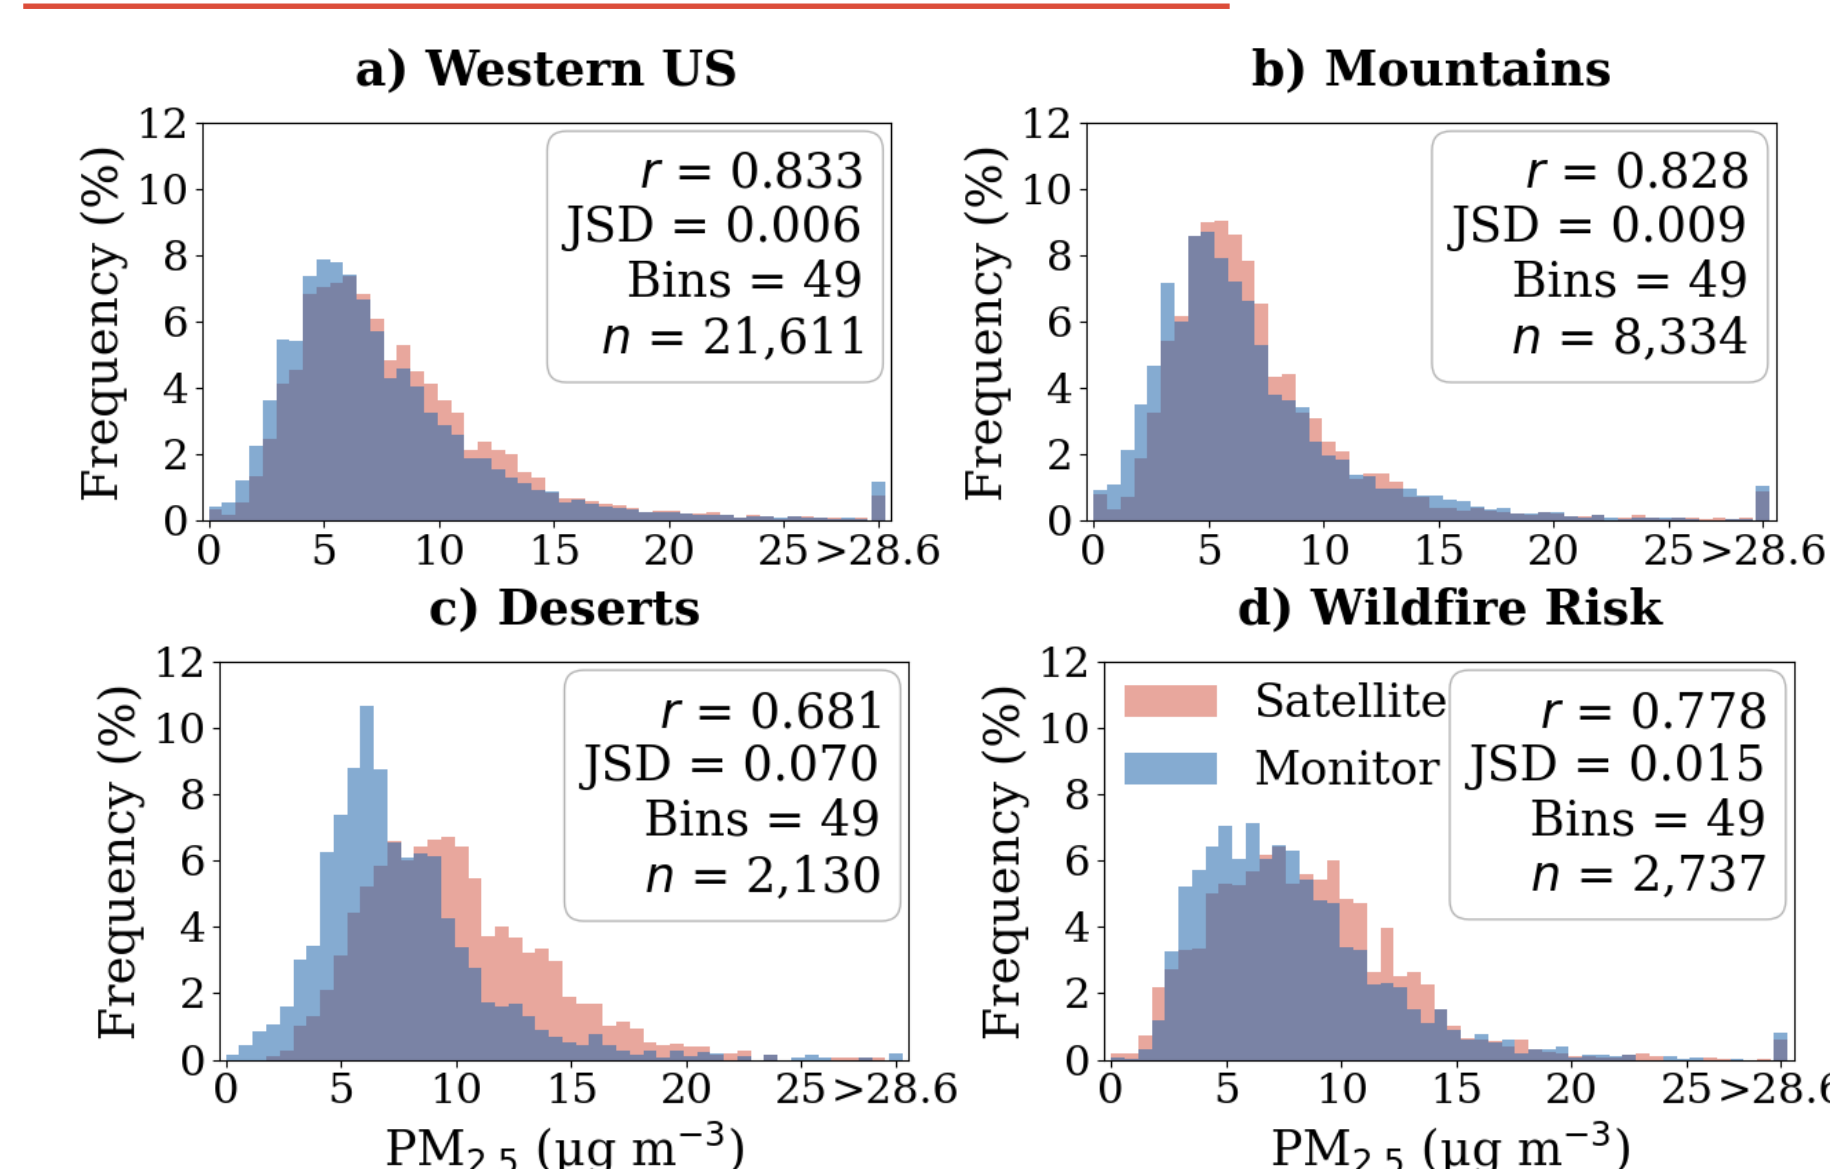 a) Western US
12
10
8
6
4
2
0
Frequency (%)
r = 0.833
JSD = 0.006
Bins = 49
n = 21,611
0 5 10 15 20 25 >28.6
b) Mountains
12
10
8
6
4
2
0
Frequency (%)
r = 0.828
JSD = 0.009
Bins = 49
n = 8,334
0 5 10 15 20 25 >28.6
c) Deserts
12
10
8
6
4
2
0
Frequency (%)
r = 0.681
JSD = 0.070
Bins = 49
n = 2,130
0 5 10 15 20 25 >28.6
PM2.5 (µg m⁻³)
d) Wildfire Risk
12
10
8
6
4
2
0
Frequency (%)
Satellite
Monitor
r = 0.778
JSD = 0.015
Bins = 49
n = 2,737
0 5 10 15 20 25 >28.6
PM2.5 (µg m⁻³)